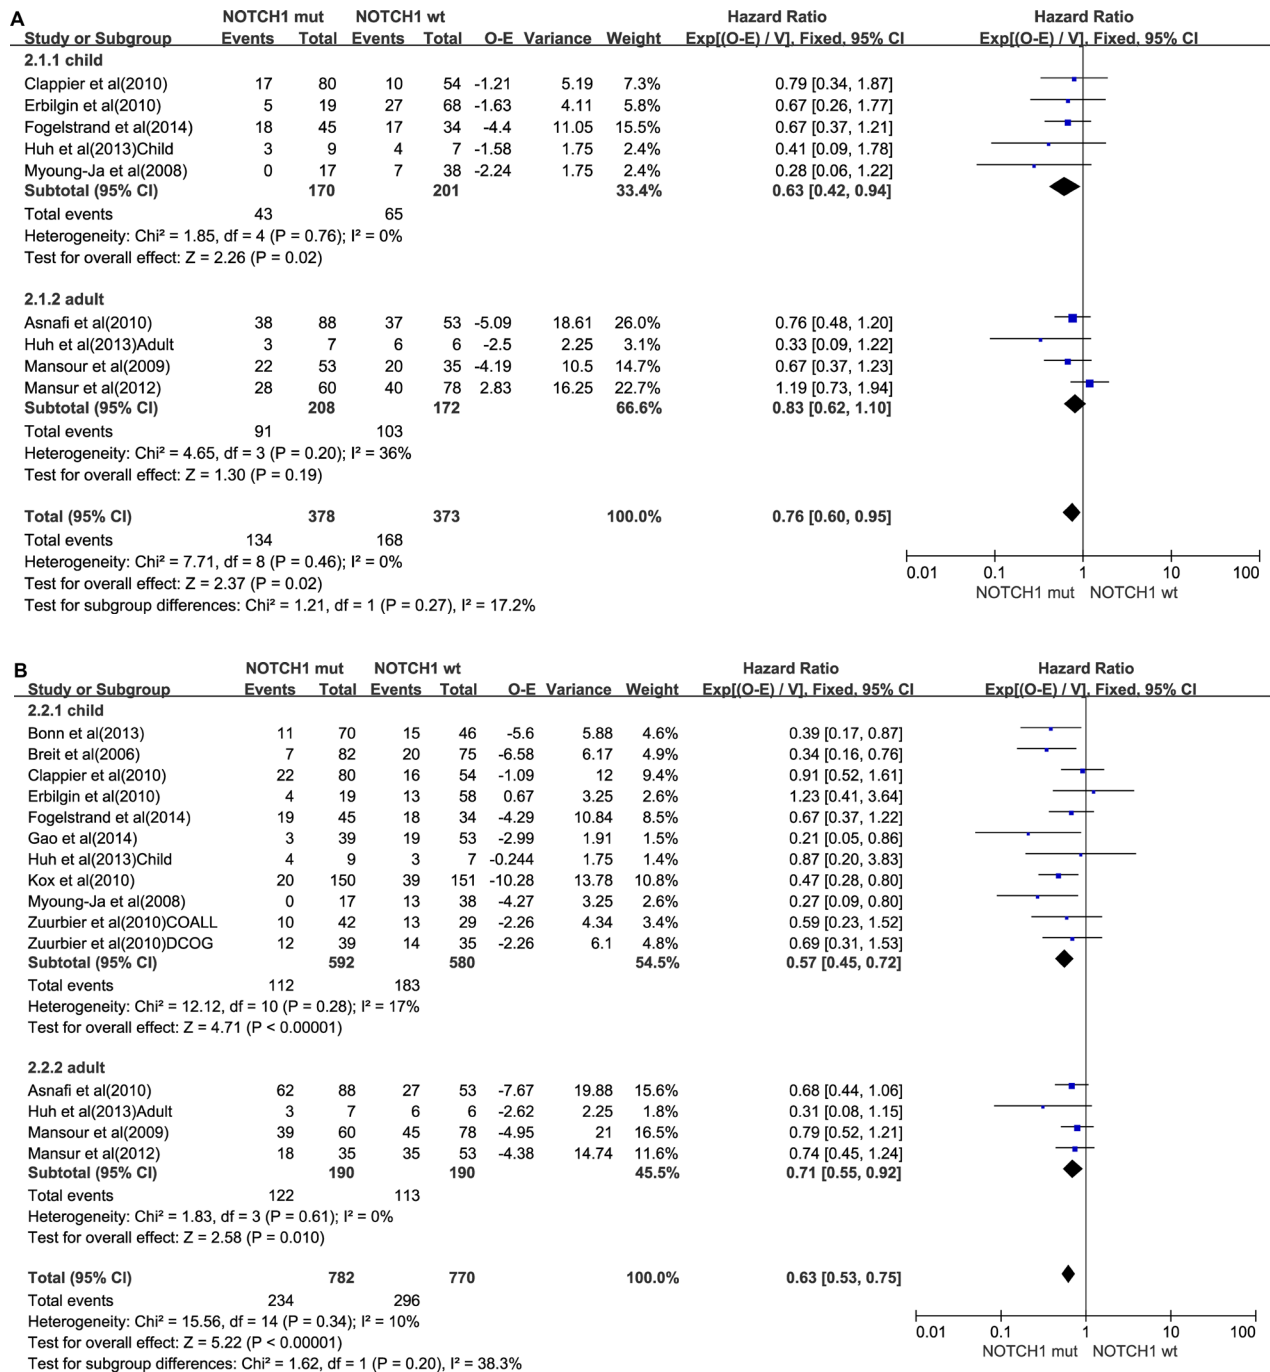 A
NOTCH1 mut NOTCH1 wt Hazard Ratio Hazard Ratio
Study or Subgroup Events Total Events Total O-E Variance Weight Exp[(O-E) / V], Fixed, 95% CI Exp[(O-E) / V], Fixed, 95% CI
2.1.1 child
Clappier et al(2010) 17 80 10 54 -1.21 5.19 7.3% 0.79 [0.34, 1.87]
Erbilgin et al(2010) 5 19 27 68 -1.63 4.11 5.8% 0.67 [0.26, 1.77]
Fogelstrand et al(2014) 18 45 17 34 -4.4 11.05 15.5% 0.67 [0.37, 1.21]
Huh et al(2013)Child 3 9 4 7 -1.58 1.75 2.4% 0.41 [0.09, 1.78]
Myoung-Ja et al(2008) 0 17 7 38 -2.24 1.75 2.4% 0.28 [0.06, 1.22]
Subtotal (95% CI) 170 201 33.4% 0.63 [0.42, 0.94]
Total events 43 65
Heterogeneity: Chi² = 1.85, df = 4 (P = 0.76); I² = 0%
Test for overall effect: Z = 2.26 (P = 0.02)
2.1.2 adult
Asnafi et al(2010) 38 88 37 53 -5.09 18.61 26.0% 0.76 [0.48, 1.20]
Huh et al(2013)Adult 3 7 6 6 -2.5 2.25 3.1% 0.33 [0.09, 1.22]
Mansour et al(2009) 22 53 20 35 -4.19 10.5 14.7% 0.67 [0.37, 1.23]
Mansur et al(2012) 28 60 40 78 2.83 16.25 22.7% 1.19 [0.73, 1.94]
Subtotal (95% CI) 208 172 66.6% 0.83 [0.62, 1.10]
Total events 91 103
Heterogeneity: Chi² = 4.65, df = 3 (P = 0.20); I² = 36%
Test for overall effect: Z = 1.30 (P = 0.19)
Total (95% CI) 378 373 100.0% 0.76 [0.60, 0.95]
Total events 134 168
Heterogeneity: Chi² = 7.71, df = 8 (P = 0.46); I² = 0%
Test for overall effect: Z = 2.37 (P = 0.02)
Test for subgroup differences: Chi² = 1.21, df = 1 (P = 0.27), I² = 17.2%
0.01 0.1 1 10 100
NOTCH1 mut NOTCH1 wt
B
NOTCH1 mut NOTCH1 wt Hazard Ratio Hazard Ratio
Study or Subgroup Events Total Events Total O-E Variance Weight Exp[(O-E) / V], Fixed, 95% CI Exp[(O-E) / V], Fixed, 95% CI
2.2.1 child
Bonn et al(2013) 11 70 15 46 -5.6 5.88 4.6% 0.39 [0.17, 0.87]
Breit et al(2006) 7 82 20 75 -6.58 6.17 4.9% 0.34 [0.16, 0.76]
Clappier et al(2010) 22 80 16 54 -1.09 12 9.4% 0.91 [0.52, 1.61]
Erbilgin et al(2010) 4 19 13 58 0.67 3.25 2.6% 1.23 [0.41, 3.64]
Fogelstrand et al(2014) 19 45 18 34 -4.29 10.84 8.5% 0.67 [0.37, 1.22]
Gao et al(2014) 3 39 19 53 -2.99 1.91 1.5% 0.21 [0.05, 0.86]
Huh et al(2013)Child 4 9 3 7 -0.244 1.75 1.4% 0.87 [0.20, 3.83]
Kox et al(2010) 20 150 39 151 -10.28 13.78 10.8% 0.47 [0.28, 0.80]
Myoung-Ja et al(2008) 0 17 13 38 -4.27 3.25 2.6% 0.27 [0.09, 0.80]
Zuurbier et al(2010)COALL 10 42 13 29 -2.26 4.34 3.4% 0.59 [0.23, 1.52]
Zuurbier et al(2010)DCOG 12 39 14 35 -2.26 6.1 4.8% 0.69 [0.31, 1.53]
Subtotal (95% CI) 592 580 54.5% 0.57 [0.45, 0.72]
Total events 112 183
Heterogeneity: Chi² = 12.12, df = 10 (P = 0.28); I² = 17%
Test for overall effect: Z = 4.71 (P < 0.00001)
2.2.2 adult
Asnafi et al(2010) 62 88 27 53 -7.67 19.88 15.6% 0.68 [0.44, 1.06]
Huh et al(2013)Adult 3 7 6 6 -2.62 2.25 1.8% 0.31 [0.08, 1.15]
Mansour et al(2009) 39 60 45 78 -4.95 21 16.5% 0.79 [0.52, 1.21]
Mansur et al(2012) 18 35 35 53 -4.38 14.74 11.6% 0.74 [0.45, 1.24]
Subtotal (95% CI) 190 190 45.5% 0.71 [0.55, 0.92]
Total events 122 113
Heterogeneity: Chi² = 1.83, df = 3 (P = 0.61); I² = 0%
Test for overall effect: Z = 2.58 (P = 0.010)
Total (95% CI) 782 770 100.0% 0.63 [0.53, 0.75]
Total events 234 296
Heterogeneity: Chi² = 15.56, df = 14 (P = 0.34); I² = 10%
Test for overall effect: Z = 5.22 (P < 0.00001)
Test for subgroup differences: Chi² = 1.62, df = 1 (P = 0.20), I² = 38.3%
0.01 0.1 1 10 100
NOTCH1 mut NOTCH1 wt